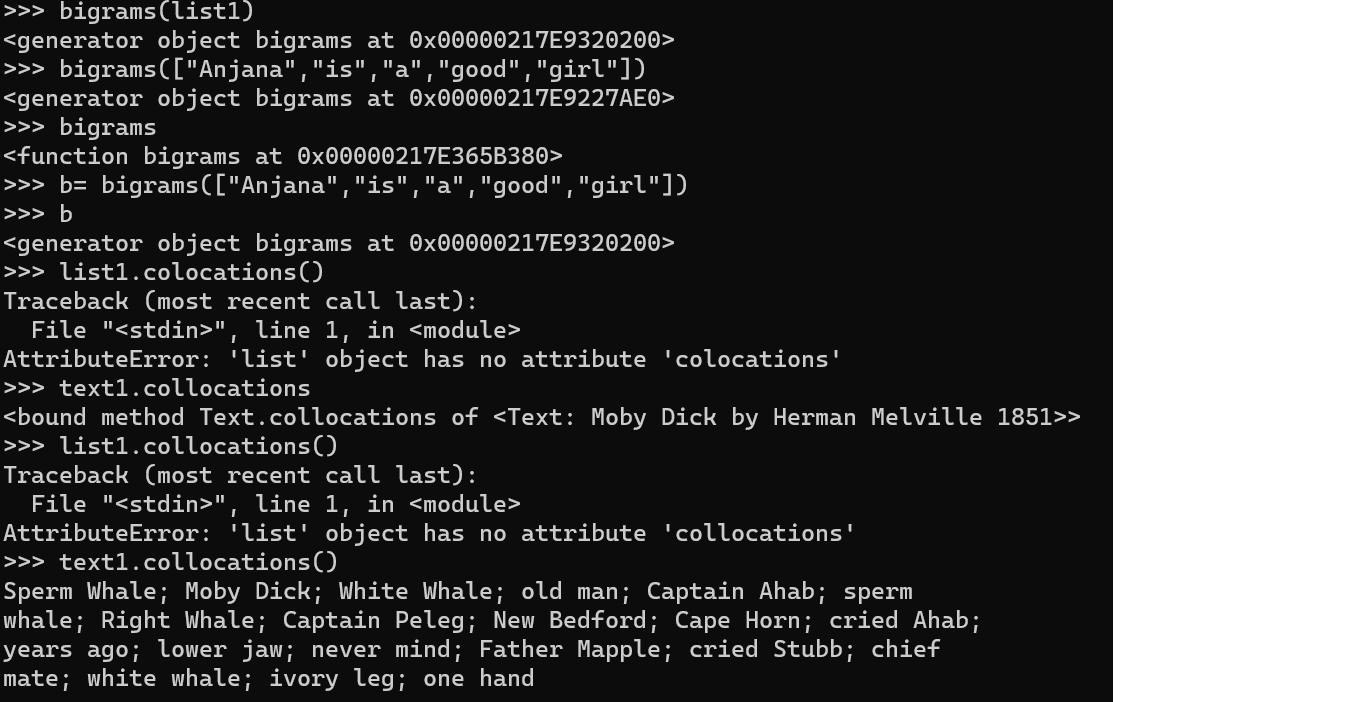 >>> bigrams(list1)
<generator object bigrams at 0x00000217E9320200>
>>> bigrams(["Anjana","is","a","good","girl"])
<generator object bigrams at 0x00000217E9227AE0>
>>> bigrams
<function bigrams at 0x00000217E365B380>
>>> b= bigrams(["Anjana","is","a","good","girl"])
>>> b
<generator object bigrams at 0x00000217E9320200>
>>> list1.colocations()
Traceback (most recent call last):
  File "<stdin>", line 1, in <module>
AttributeError: 'list' object has no attribute 'colocations'
>>> text1.collocations
<bound method Text.collocations of <Text: Moby Dick by Herman Melville 1851>>
>>> list1.collocations()
Traceback (most recent call last):
  File "<stdin>", line 1, in <module>
AttributeError: 'list' object has no attribute 'collocations'
>>> text1.collocations()
Sperm Whale; Moby Dick; White Whale; old man; Captain Ahab; sperm
whale; Right Whale; Captain Peleg; New Bedford; Cape Horn; cried Ahab;
years ago; lower jaw; never mind; Father Mapple; cried Stubb; chief
mate; white whale; ivory leg; one hand